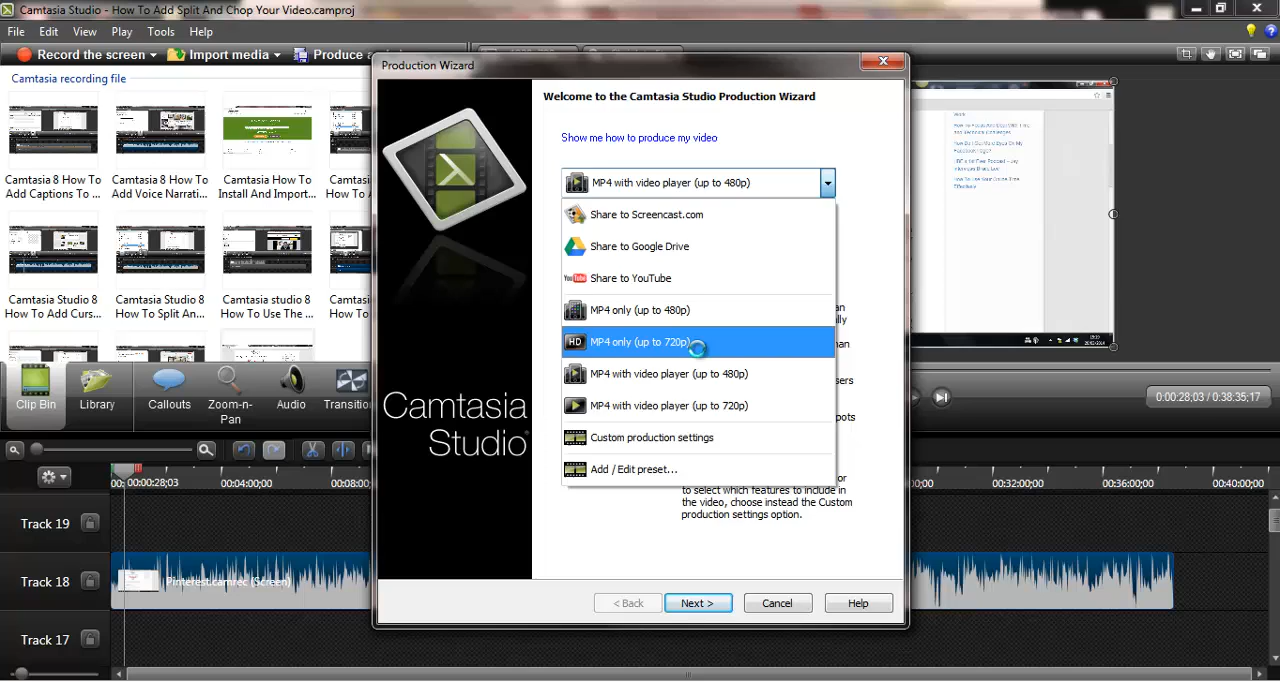 Camtasia Studio - How To Add Split And Chop Your Video.camproj
File Edit View Play Tools Help
Record the screen Import media Produce a
Camtasia recording file
Camtasia 8 How To Add Captions To ...
Camtasia 8 How To Add Voice Narrati...
Camtasia How To Install And Import...
Camtasia Studio 8 How To Add Curs...
Camtasia Studio 8 How To Split An...
Camtasia studio 8 How To Use The ...
Production Wizard
Welcome to the Camtasia Studio Production Wizard
Show me how to produce my video
MP4 with video player (up to 480p)
Share to Screencast.com
Share to Google Drive
You Tube Share to YouTube
MP4 only (up to 480p)
HD MP4 only (up to 720p)
MP4 with video player (up to 480p)
MP4 with video player (up to 720p)
Custom production settings
Add / Edit preset...
to select which features to include in
the video, choose instead the Custom
production settings option.
Camtasia
Studio
< Back Next > Cancel Help
Clip Bin Library Callouts Zoom-n-Pan Audio Transitio
0:00:28;03 / 0:38:35;17
00: 0:00:28;03 00:04:00;00 00:08: 00;00 00:32:00;00 00:36:00;00 00:40:00;00
Track 19
Track 18 Pinterest.camrec (Screen)
Track 17